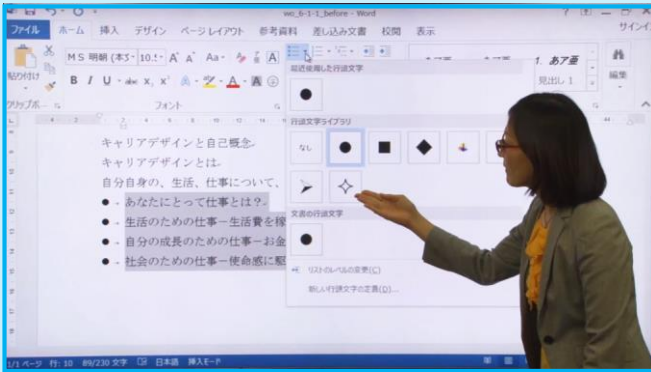 wo_6-1-1_before - Word
サインイ
ファイル ホーム 挿入 デザイン ページ レイアウト 参考資料 差し込み文書 校閲 表示
MS 明朝 (本文- 10.5 Aa
貼り付け
B I U abc X, X' A
編集
見出し 1
フォント
最近使用した行頭文字
行頭文字ライブラリ
なし
文書の行頭文字
リストのレベルの変更(C)
新しい行頭文字の定義(D)...
キャリアデザインと自己概念
キャリアデザインとは
自分自身の、生活、仕事について、
● → あなたにとって仕事とは?
● → 生活のための仕事－生活費を稼
● → 自分の成長のための仕事－お金
● → 社会のための仕事－使命感に駆
1/1 ページ 行: 10 89/230 文字 日本語 挿入モード